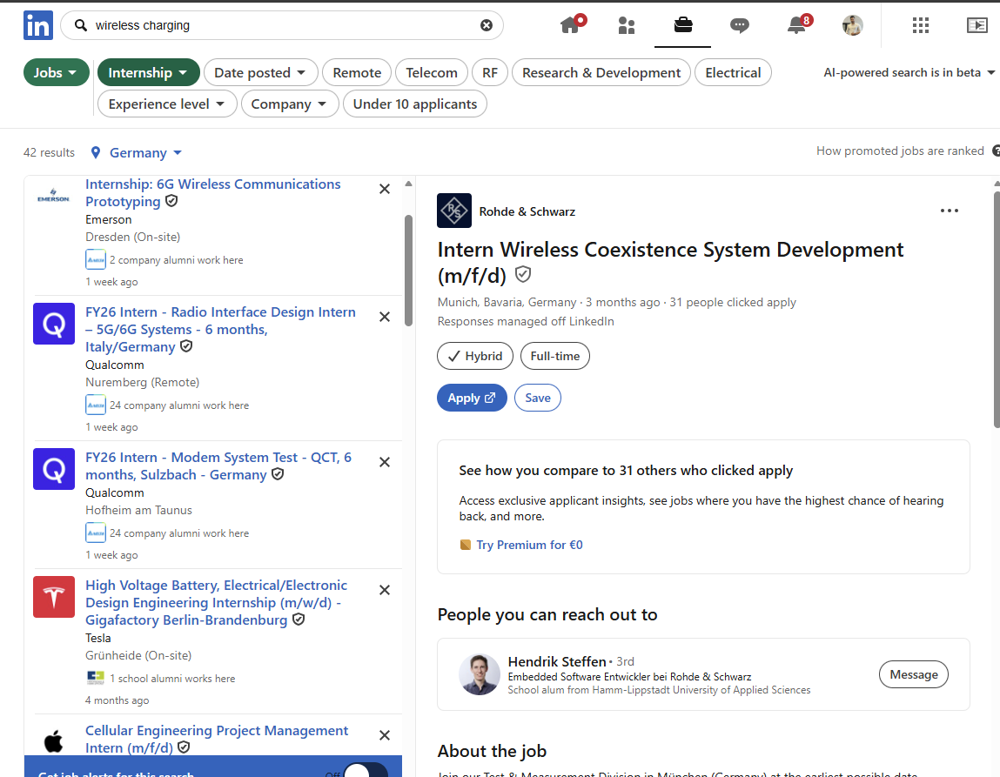 in
wireless charging
8
Jobs
Internship
Date posted
Remote
Telecom
RF
Research & Development
Electrical
AI-powered search is in beta
Experience level
Company
Under 10 applicants
42 results
Germany
How promoted jobs are ranked
?
EMERSON
Internship: 6G Wireless Communications
Prototyping
Emerson
Dresden (On-site)
2 company alumni work here
1 week ago
Q
FY26 Intern - Radio Interface Design Intern
– 5G/6G Systems - 6 months,
Italy/Germany
Qualcomm
Nuremberg (Remote)
24 company alumni work here
1 week ago
Q
FY26 Intern - Modem System Test - QCT, 6
months, Sulzbach - Germany
Qualcomm
Hofheim am Taunus
24 company alumni work here
1 week ago
High Voltage Battery, Electrical/Electronic
Design Engineering Internship (m/w/d) -
Gigafactory Berlin-Brandenburg
Tesla
Grünheide (On-site)
1 school alumni works here
4 months ago
Cellular Engineering Project Management
Intern (m/f/d)
Get job alerts for this search
Off
R S
Rohde & Schwarz
Intern Wireless Coexistence System Development
(m/f/d)
Munich, Bavaria, Germany · 3 months ago · 31 people clicked apply
Responses managed off LinkedIn
Hybrid
Full-time
Apply
Save
See how you compare to 31 others who clicked apply
Access exclusive applicant insights, see jobs where you have the highest chance of hearing
back, and more.
Try Premium for €0
People you can reach out to
Hendrik Steffen • 3rd
Embedded Software Entwickler bei Rohde & Schwarz
School alum from Hamm-Lippstadt University of Applied Sciences
Message
About the job
Join our Test & Measurement Division in München (Germany) at the earliest possible date